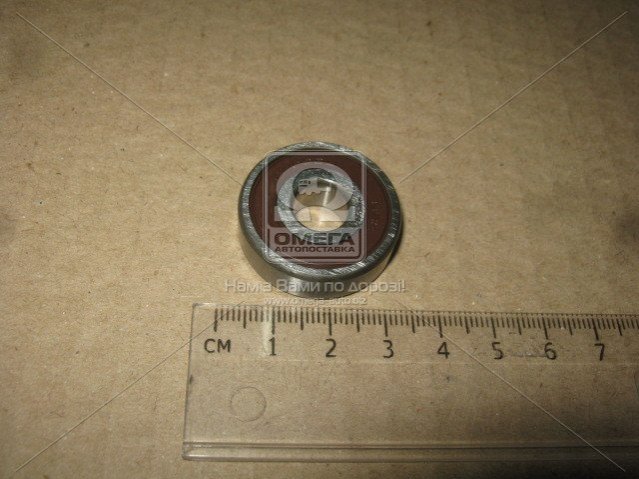 ОМЕГА
АВТОПОСТАВКА
Нам з Вами по дорозі!
СМ 1 2 3 4 5 6 7